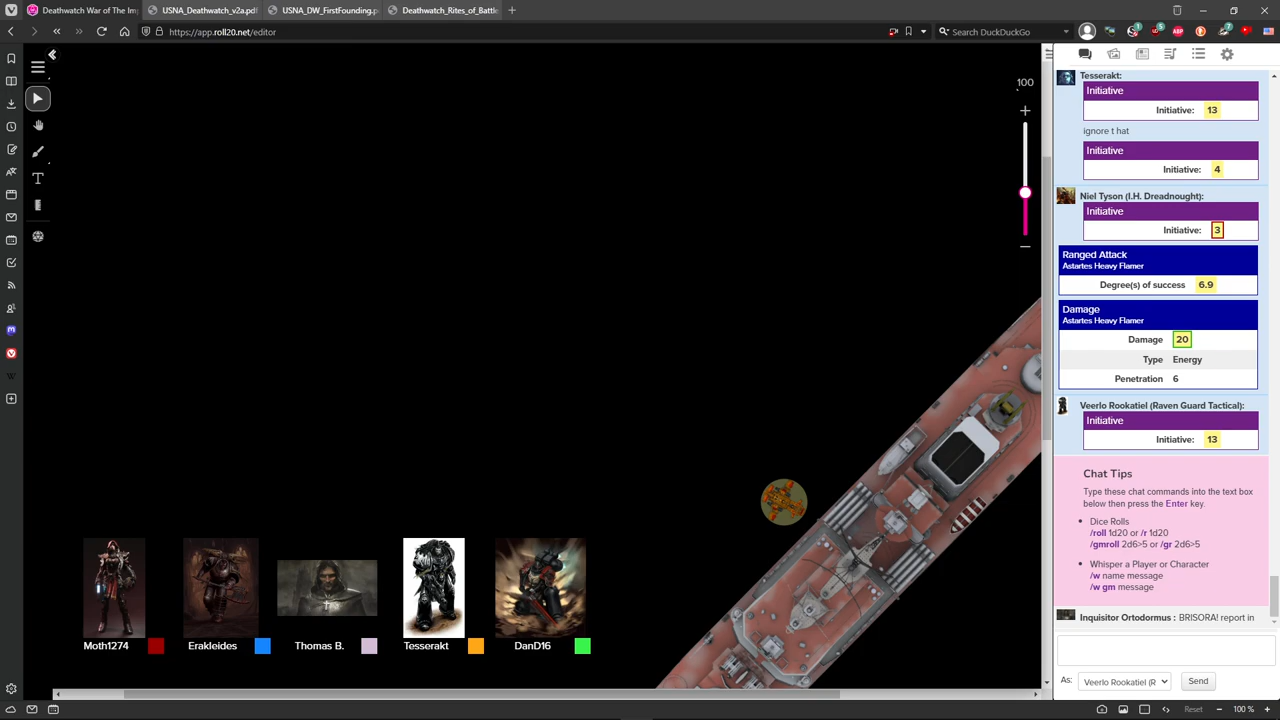 Deathwatch War of The Imp
USNA_Deathwatch_v2a.pdf
USNA_DW_FirstFounding.p
Deathwatch_Rites_of_Battle
https://app.roll20.net/editor
Search DuckDuckGo
100
Tesserakt:
Initiative
Initiative: 13
ignore t hat
Initiative
Initiative: 4
Niel Tyson (I.H. Dreadnought):
Initiative
Initiative: 3
Ranged Attack
Astartes Heavy Flamer
Degree(s) of success 6.9
Damage
Astartes Heavy Flamer
Damage 20
Type Energy
Penetration 6
Veerlo Rookatiel (Raven Guard Tactical):
Initiative
Initiative: 13
Chat Tips
Type these chat commands into the text box
below then press the Enter key.
• Dice Rolls
/roll 1d20 or /r 1d20
/gmroll 2d6>5 or /gr 2d6>5
• Whisper a Player or Character
/w name message
/w gm message
Inquisitor Ortodormus : BRISORA! report in
As: Veerlo Rookatiel (R
Send
Moth1274
Erakleides
Thomas B.
Tesserakt
DanD16
Reset
100 %